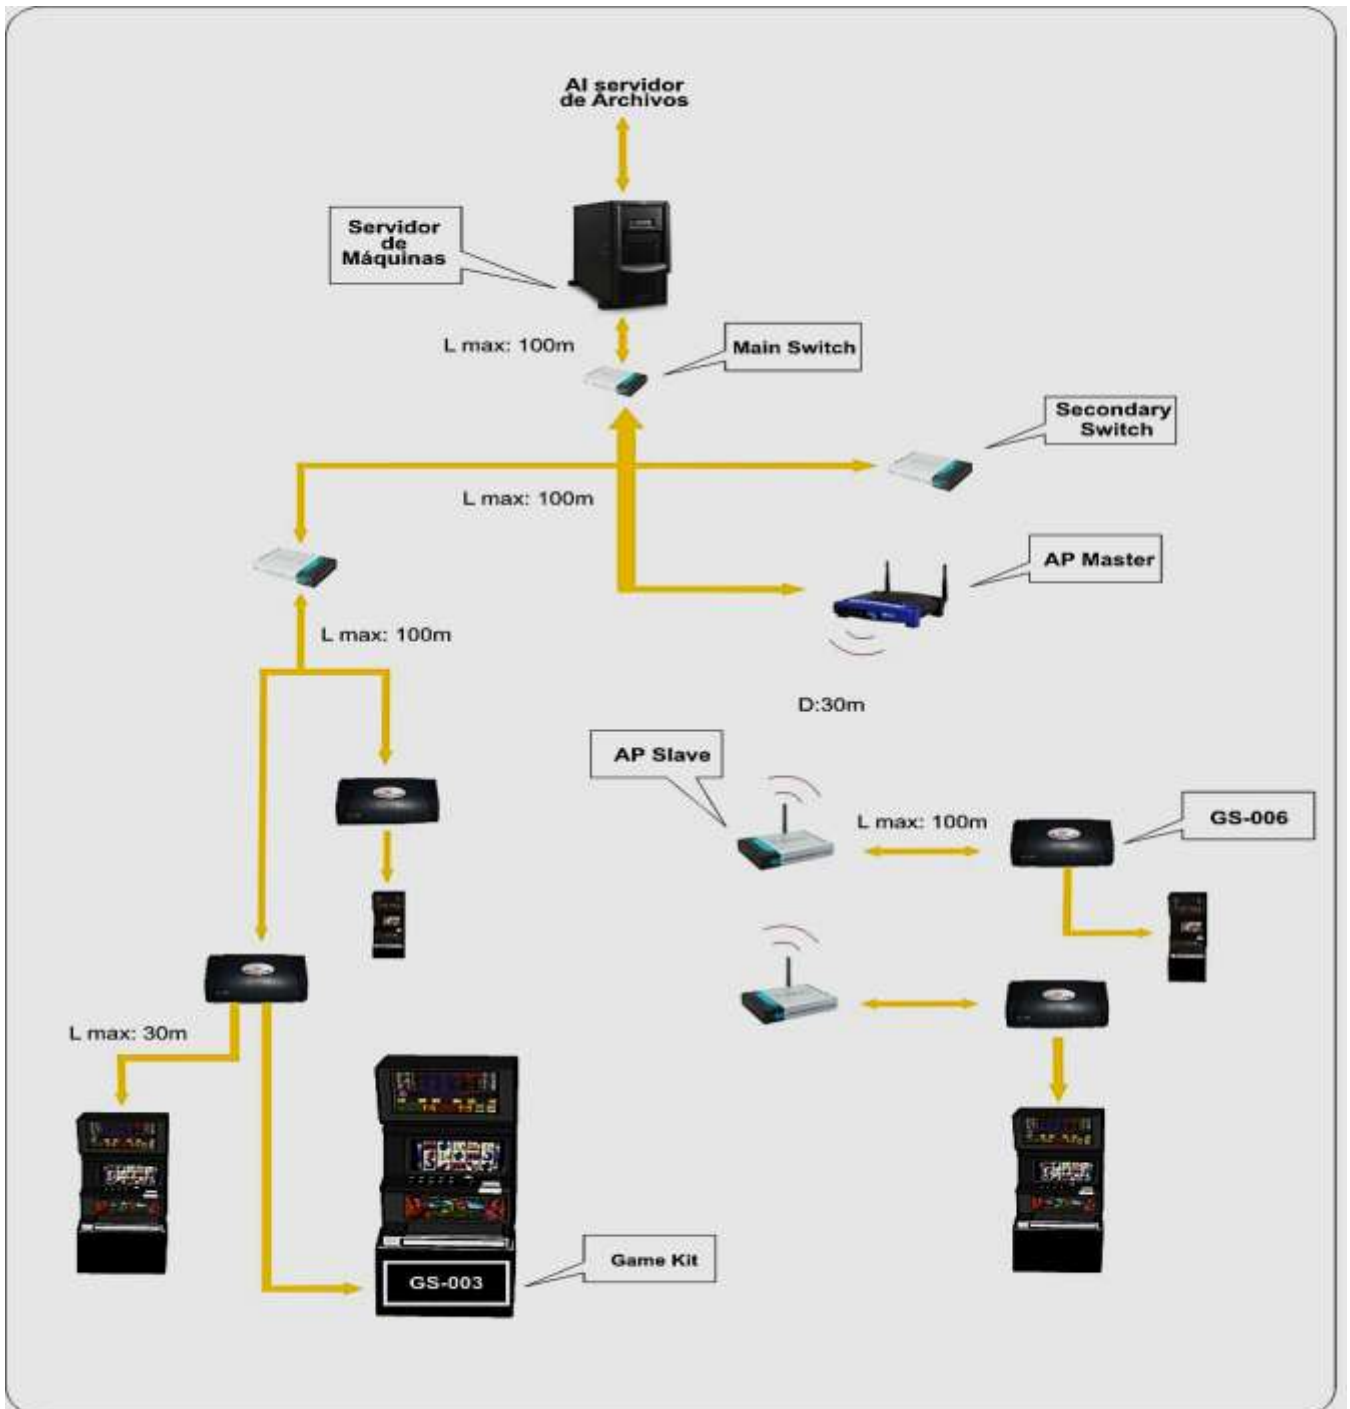 Al servidor
de Archivos
Servidor
de
Máquinas
L max: 100m
Main Switch
Secondary
Switch
L max: 100m
AP Master
L max: 100m
D:30m
AP Slave
L max: 100m
GS-006
L max: 30m
Game Kit
GS-003